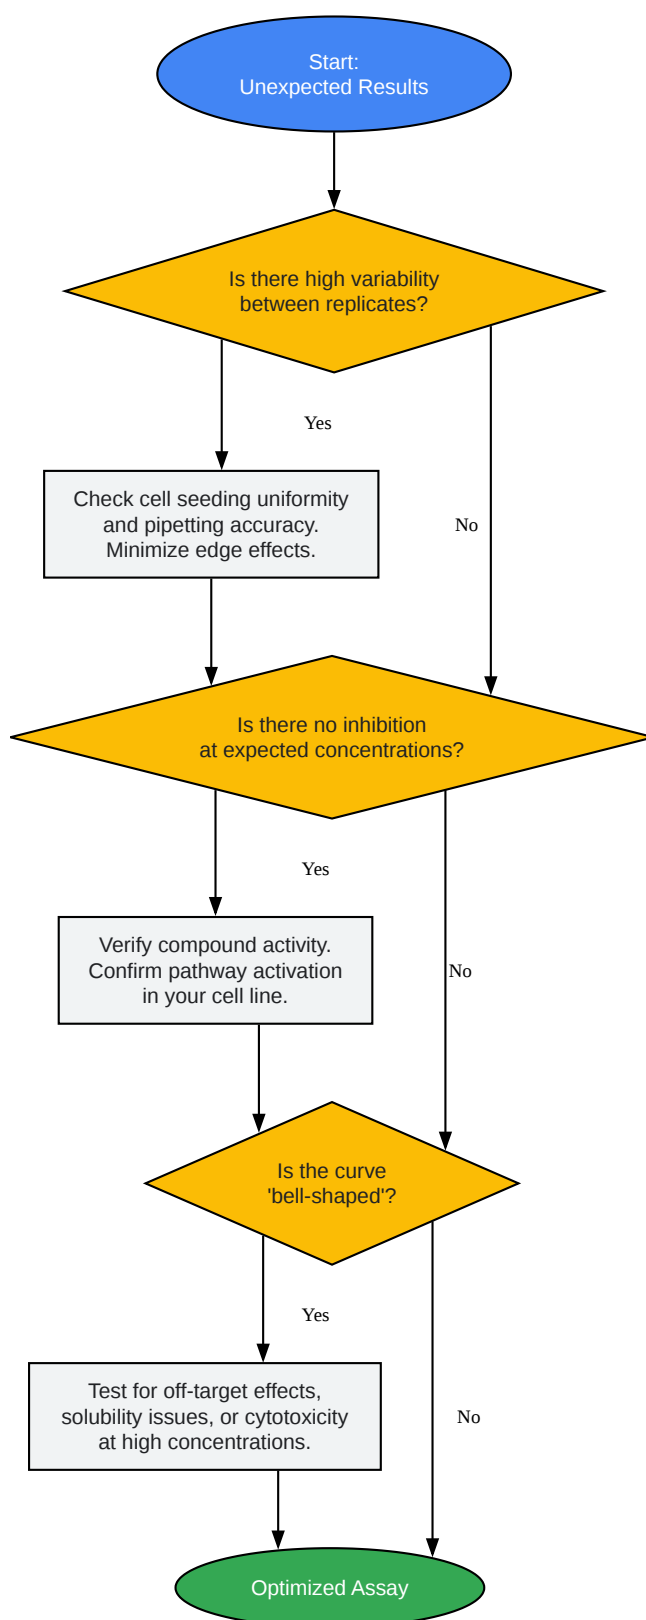 Start:
Unexpected Results
Is there high variability
between replicates?
Yes
Check cell seeding uniformity
and pipetting accuracy.
Minimize edge effects.
No
Is there no inhibition
at expected concentrations?
Yes
Verify compound activity.
Confirm pathway activation
in your cell line.
No
Is the curve
'bell-shaped'?
Yes
Test for off-target effects,
solubility issues, or cytotoxicity
at high concentrations.
No
Optimized Assay